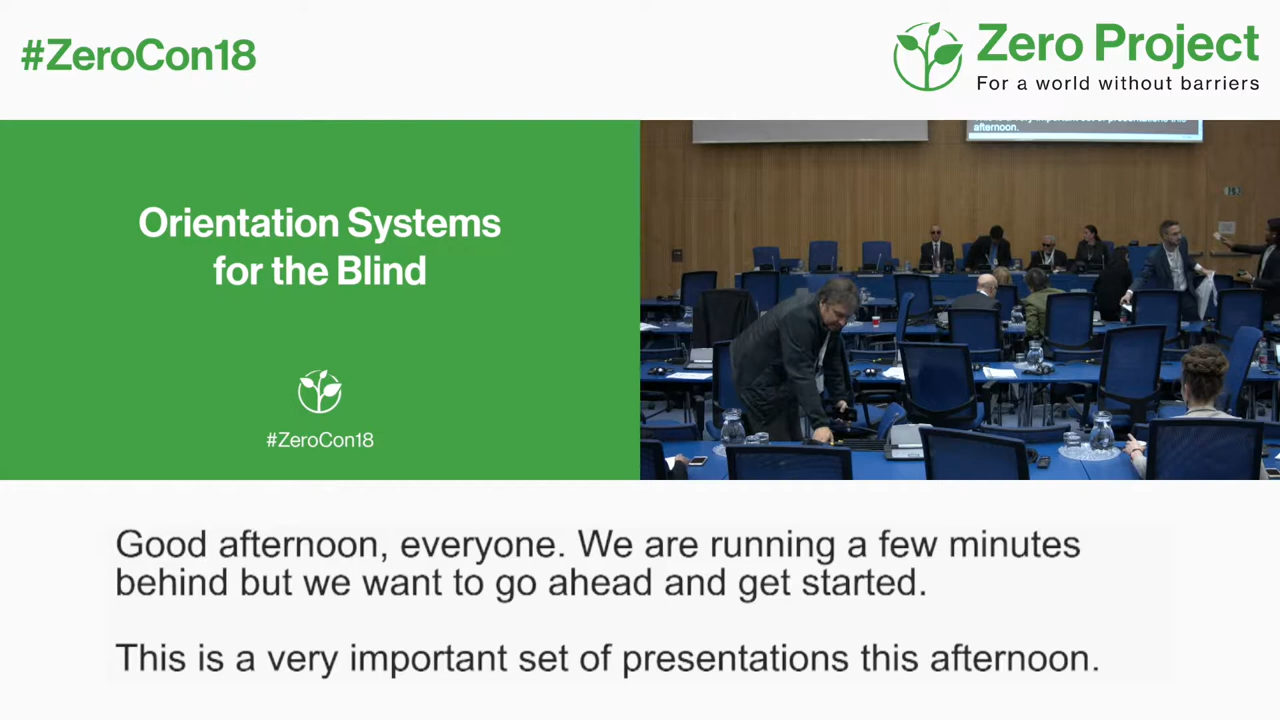 #ZeroCon18
Zero Project
For a world without barriers
Orientation Systems
for the Blind
#ZeroCon18
afternoon.
Good afternoon, everyone. We are running a few minutes
behind but we want to go ahead and get started.
This is a very important set of presentations this afternoon.